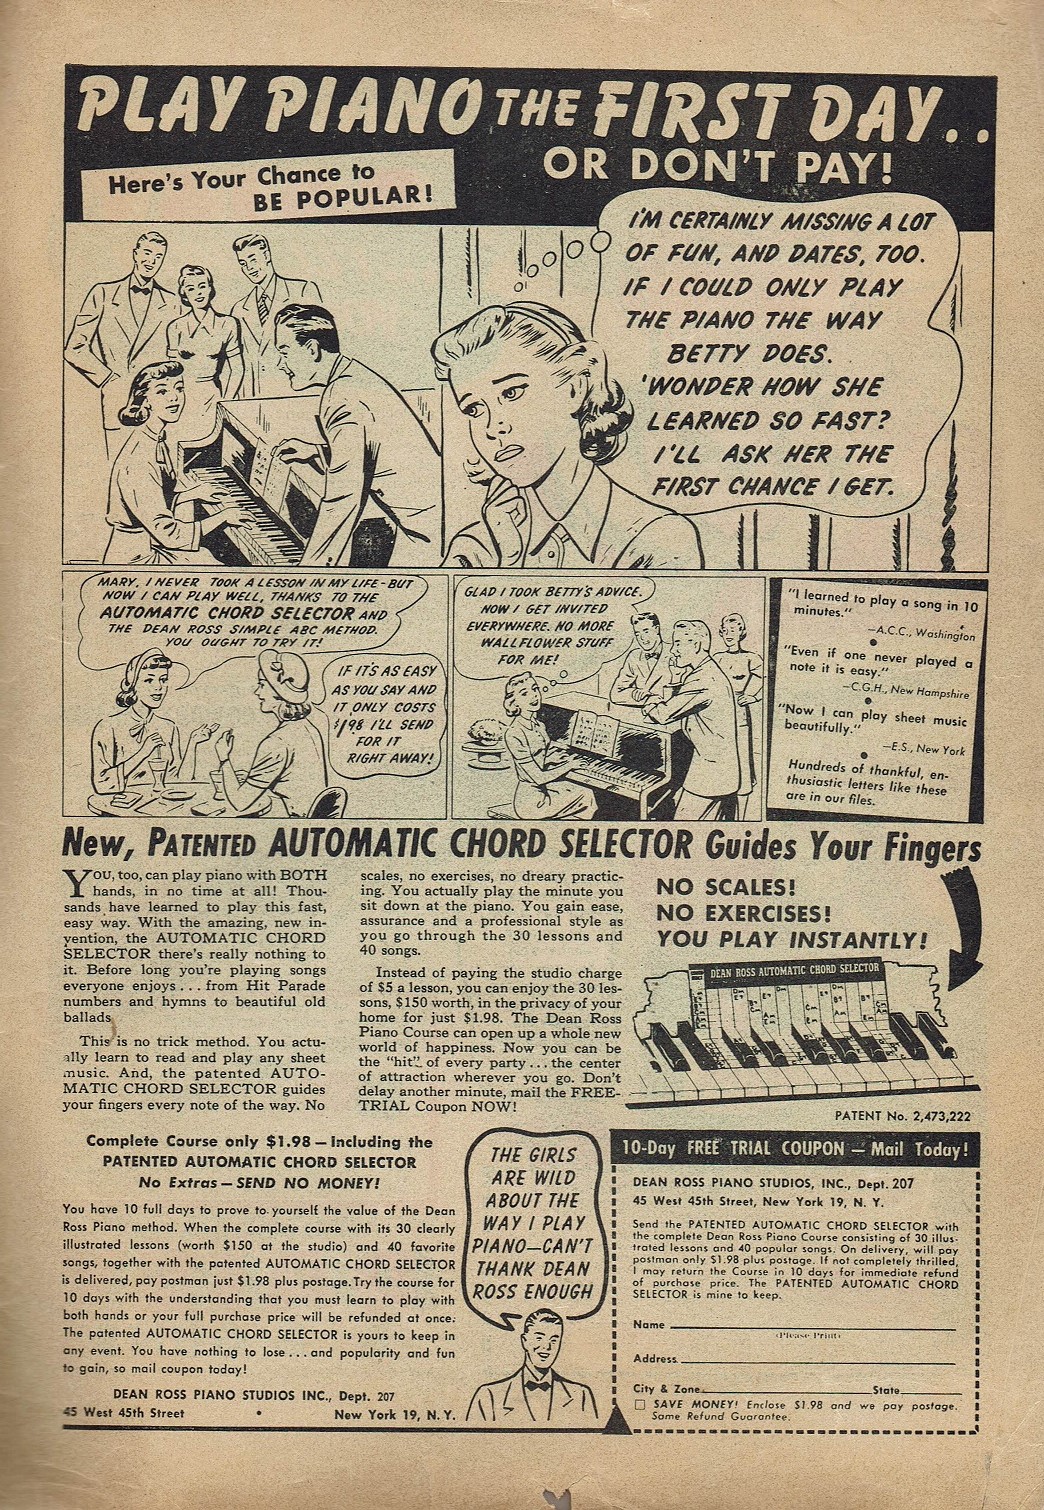 PLAY PIANO THE FIRST DAY..
OR DON'T PAY!
Here's Your Chance to
BE POPULAR!
I'M CERTAINLY MISSING A LOT
OF FUN, AND DATES, TOO.
IF I COULD ONLY PLAY
THE PIANO THE WAY
BETTY DOES.
'WONDER HOW SHE
LEARNED SO FAST?
I'LL ASK HER THE
FIRST CHANCE I GET.
MARY, I NEVER TOOK A LESSON IN MY LIFE-BUT
NOW I CAN PLAY WELL, THANKS TO THE
AUTOMATIC CHORD SELECTOR AND
THE DEAN ROSS SIMPLE ABC METHOD.
YOU OUGHT TO TRY IT!
IF IT'S AS EASY
AS YOU SAY AND
IT ONLY COSTS
$1.98 I'LL SEND
FOR IT
RIGHT AWAY!
GLAD I TOOK BETTY'S ADVICE.
NOW I GET INVITED
EVERYWHERE. NO MORE
WALLFLOWER STUFF
FOR ME!
"I learned to play a song in 10
minutes."
—A.C.C., Washington
"Even if one never played a
note it is easy."
—C.G.H., New Hampshire
"Now I can play sheet music
beautifully."
—E.S., New York
Hundreds of thankful, en-
thusiastic letters like these
are in our files.
New, PATENTED AUTOMATIC CHORD SELECTOR Guides Your Fingers
YOU, too, can play piano with BOTH
hands, in no time at all! Thou-
sands have learned to play this fast,
easy way. With the amazing, new in-
vention, the AUTOMATIC CHORD
SELECTOR there's really nothing to
it. Before long you're playing songs
everyone enjoys... from Hit Parade
numbers and hymns to beautiful old
ballads
This is no trick method. You actu-
ally learn to read and play any sheet
music. And, the patented AUTO-
MATIC CHORD SELECTOR guides
your fingers every note of the way. No
scales, no exercises, no dreary practic-
ing. You actually play the minute you
sit down at the piano. You gain ease,
assurance and a professional style as
you go through the 30 lessons and
40 songs.
Instead of paying the studio charge
of $5 a lesson, you can enjoy the 30 les-
sons, $150 worth, in the privacy of your
home for just $1.98. The Dean Ross
Piano Course can open up a whole new
world of happiness. Now you can be
the "hit" of every party... the center
of attraction wherever you go. Don't
delay another minute, mail the FREE-
TRIAL Coupon NOW!
NO SCALES!
NO EXERCISES!
YOU PLAY INSTANTLY!
DEAN ROSS AUTOMATIC CHORD SELECTOR
PATENT No. 2,473,222
Complete Course only $1.98 — Including the
PATENTED AUTOMATIC CHORD SELECTOR
No Extras — SEND NO MONEY!
You have 10 full days to prove to yourself the value of the Dean
Ross Piano method. When the complete course with its 30 clearly
illustrated lessons (worth $150 at the studio) and 40 favorite
songs, together with the patented AUTOMATIC CHORD SELECTOR
is delivered, pay postman just $1.98 plus postage. Try the course for
10 days with the understanding that you must learn to play with
both hands or your full purchase price will be refunded at once.
The patented AUTOMATIC CHORD SELECTOR is yours to keep in
any event. You have nothing to lose... and popularity and fun
to gain, so mail coupon today!
DEAN ROSS PIANO STUDIOS INC., Dept. 207
45 West 45th Street • New York 19, N. Y.
THE GIRLS
ARE WILD
ABOUT THE
WAY I PLAY
PIANO—CAN'T
THANK DEAN
ROSS ENOUGH
10-Day FREE TRIAL COUPON — Mail Today!
DEAN ROSS PIANO STUDIOS, INC., Dept. 207
45 West 45th Street, New York 19, N. Y.
Send the PATENTED AUTOMATIC CHORD SELECTOR with
the complete Dean Ross Piano Course consisting of 30 illus-
trated lessons and 40 popular songs. On delivery, will pay
postman only $1.98 plus postage. If not completely thrilled,
I may return the Course in 10 days for immediate refund
of purchase price. The PATENTED AUTOMATIC CHORD
SELECTOR is mine to keep.
Name
(Please Print)
Address
City & Zone State
SAVE MONEY! Enclose $1.98 and we pay postage.
Same Refund Guarantee.